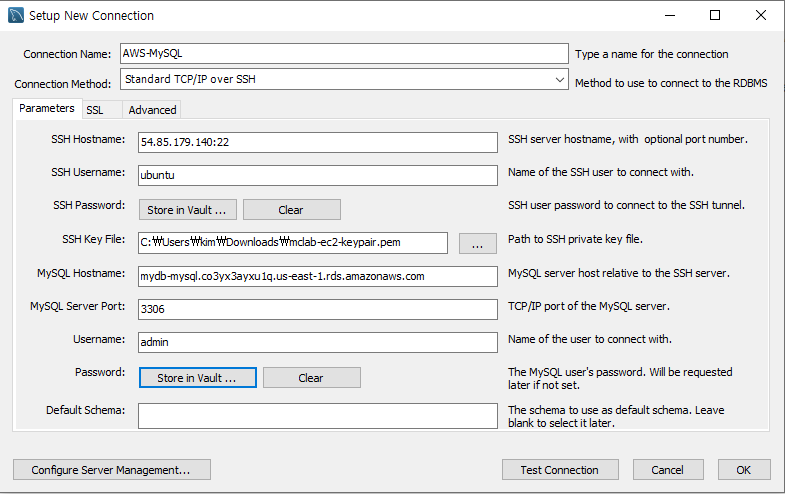 Setup New Connection
Connection Name: AWS-MySQL Type a name for the connection
Connection Method: Standard TCP/IP over SSH Method to use to connect to the RDBMS
Parameters SSL Advanced
SSH Hostname: 54.85.179.140:22 SSH server hostname, with optional port number.
SSH Username: ubuntu Name of the SSH user to connect with.
SSH Password: Store in Vault ... Clear SSH user password to connect to the SSH tunnel.
SSH Key File: C:₩Users₩kim₩Downloads₩mclab-ec2-keypair.pem ... Path to SSH private key file.
MySQL Hostname: mydb-mysql.co3yx3ayxu1q.us-east-1.rds.amazonaws.com MySQL server host relative to the SSH server.
MySQL Server Port: 3306 TCP/IP port of the MySQL server.
Username: admin Name of the user to connect with.
Password: Store in Vault ... Clear The MySQL user's password. Will be requested
later if not set.
Default Schema: The schema to use as default schema. Leave
blank to select it later.
Configure Server Management... Test Connection Cancel OK